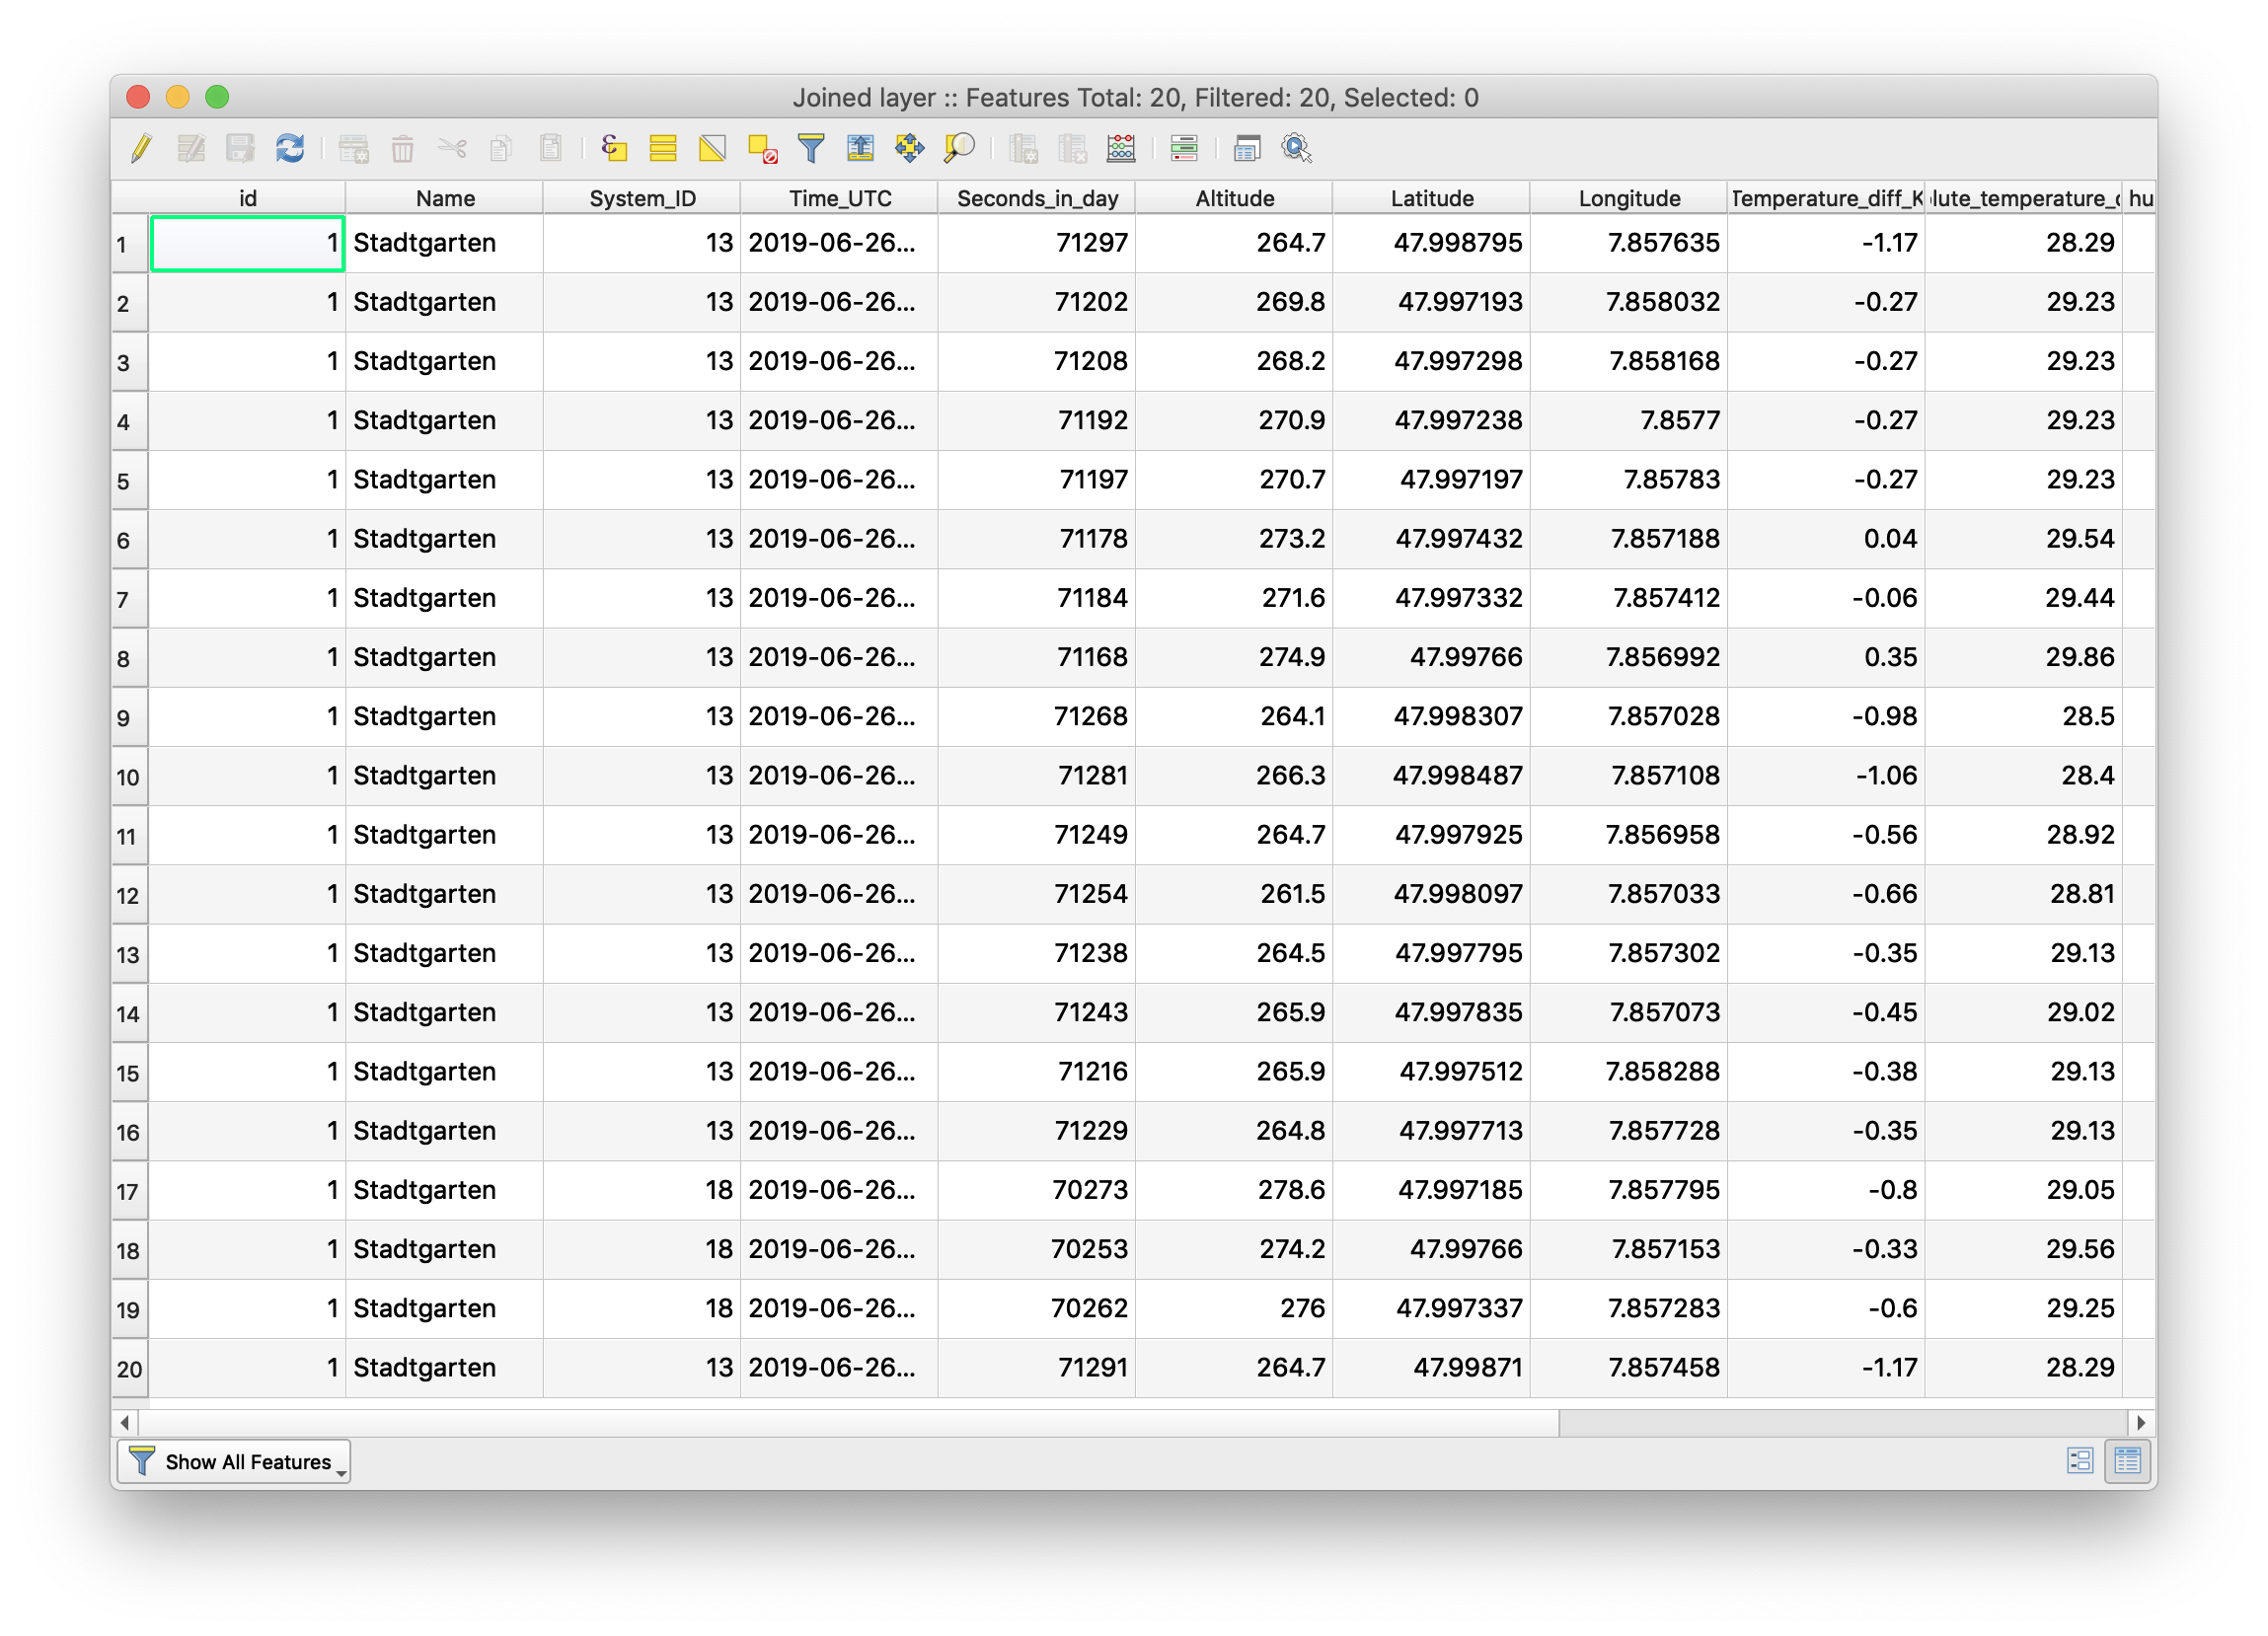 Joined layer :: Features Total: 20, Filtered: 20, Selected: 0
id Name System_ID Time_UTC Seconds_in_day Altitude Latitude Longitude Temperature_diff_K lute_temperature_ hu
1 1 Stadtgarten 13 2019-06-26... 71297 264.7 47.998795 7.857635 -1.17 28.29
2 1 Stadtgarten 13 2019-06-26... 71202 269.8 47.997193 7.858032 -0.27 29.23
3 1 Stadtgarten 13 2019-06-26... 71208 268.2 47.997298 7.858168 -0.27 29.23
4 1 Stadtgarten 13 2019-06-26... 71192 270.9 47.997238 7.8577 -0.27 29.23
5 1 Stadtgarten 13 2019-06-26... 71197 270.7 47.997197 7.85783 -0.27 29.23
6 1 Stadtgarten 13 2019-06-26... 71178 273.2 47.997432 7.857188 0.04 29.54
7 1 Stadtgarten 13 2019-06-26... 71184 271.6 47.997332 7.857412 -0.06 29.44
8 1 Stadtgarten 13 2019-06-26... 71168 274.9 47.99766 7.856992 0.35 29.86
9 1 Stadtgarten 13 2019-06-26... 71268 264.1 47.998307 7.857028 -0.98 28.5
10 1 Stadtgarten 13 2019-06-26... 71281 266.3 47.998487 7.857108 -1.06 28.4
11 1 Stadtgarten 13 2019-06-26... 71249 264.7 47.997925 7.856958 -0.56 28.92
12 1 Stadtgarten 13 2019-06-26... 71254 261.5 47.998097 7.857033 -0.66 28.81
13 1 Stadtgarten 13 2019-06-26... 71238 264.5 47.997795 7.857302 -0.35 29.13
14 1 Stadtgarten 13 2019-06-26... 71243 265.9 47.997835 7.857073 -0.45 29.02
15 1 Stadtgarten 13 2019-06-26... 71216 265.9 47.997512 7.858288 -0.38 29.13
16 1 Stadtgarten 13 2019-06-26... 71229 264.8 47.997713 7.857728 -0.35 29.13
17 1 Stadtgarten 18 2019-06-26... 70273 278.6 47.997185 7.857795 -0.8 29.05
18 1 Stadtgarten 18 2019-06-26... 70253 274.2 47.99766 7.857153 -0.33 29.56
19 1 Stadtgarten 18 2019-06-26... 70262 276 47.997337 7.857283 -0.6 29.25
20 1 Stadtgarten 13 2019-06-26... 71291 264.7 47.99871 7.857458 -1.17 28.29
Show All Features